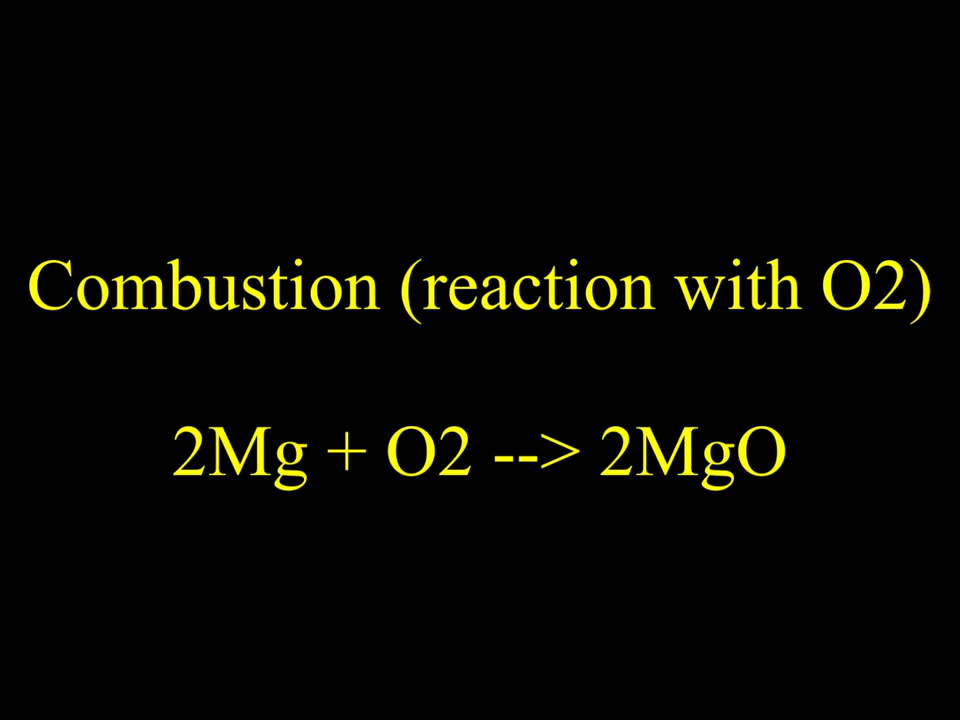 Combustion (reaction with O2)
2Mg + O2 --> 2MgO